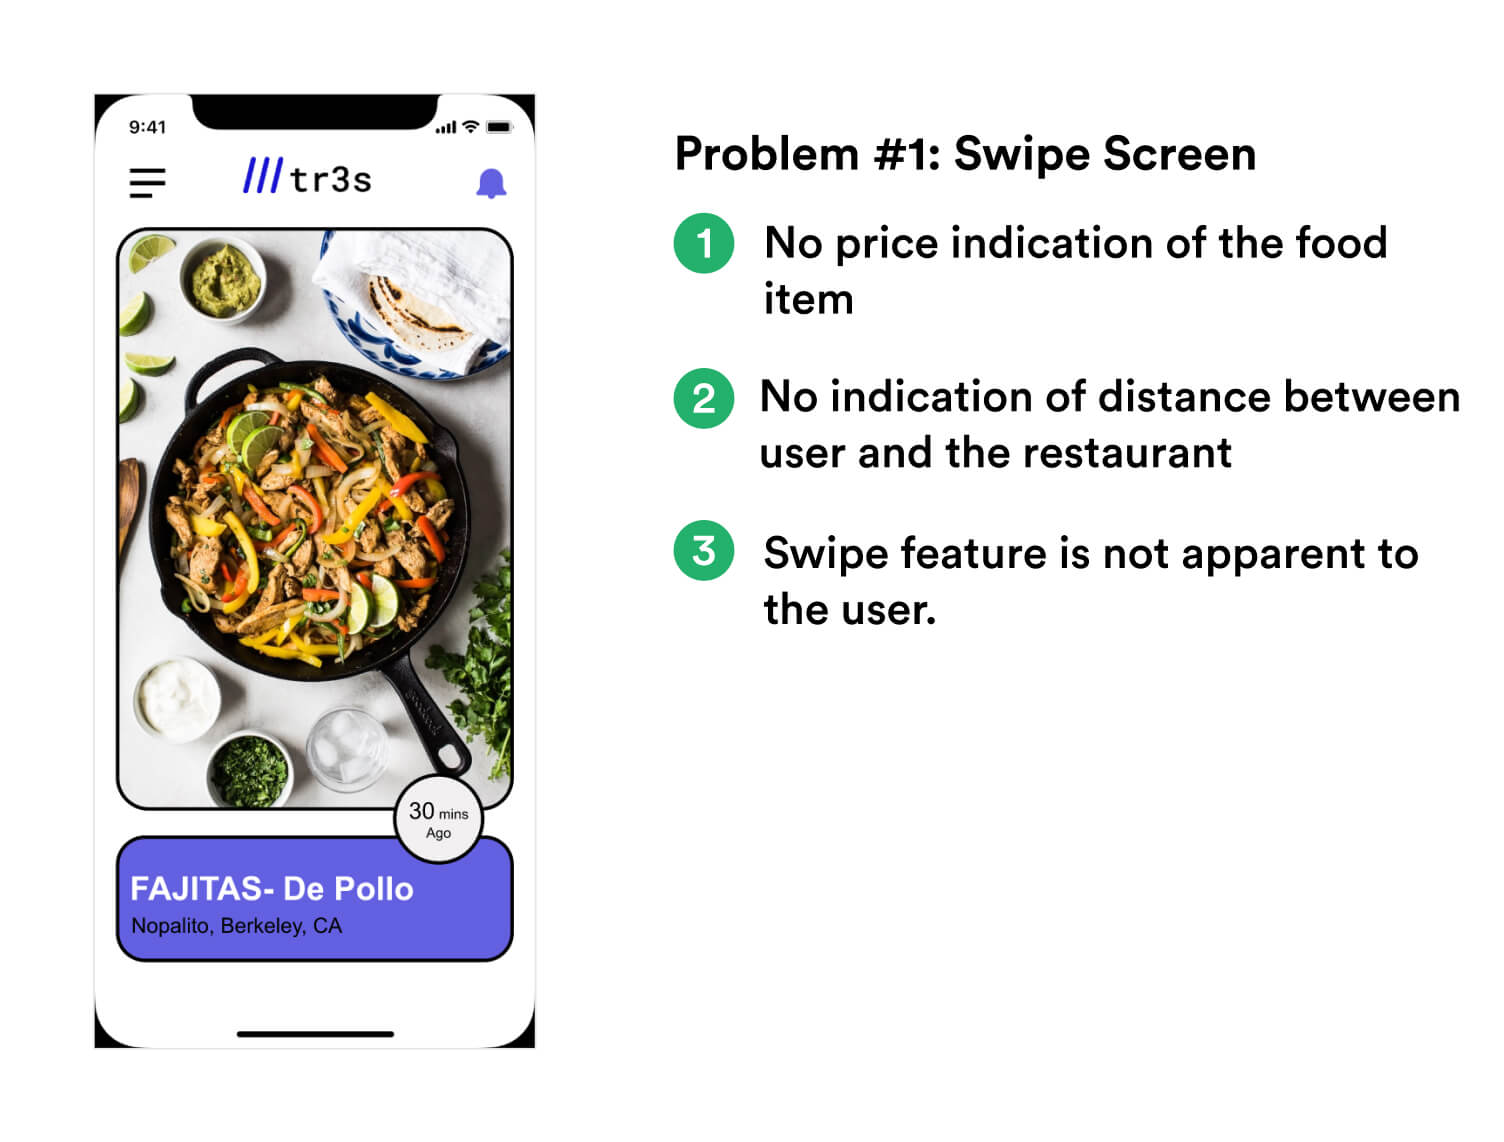 9:41
tr3s
30 mins
Ago
FAJITAS- De Pollo
Nopalito, Berkeley, CA
Problem #1: Swipe Screen
1 No price indication of the food
item
2 No indication of distance between
user and the restaurant
3 Swipe feature is not apparent to
the user.